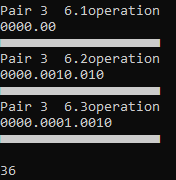 Pair 3  6.1operation
0000.00
Pair 3  6.2operation
0000.0010.010
Pair 3  6.3operation
0000.0001.0010
36